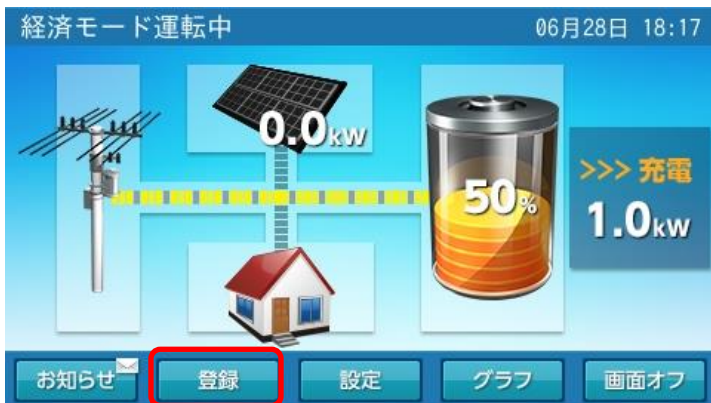 経済モード運転中 06月28日 18:17
0.0kW
50%
>>> 充電
1.0kW
お知らせ 登録 設定 グラフ 画面オフ